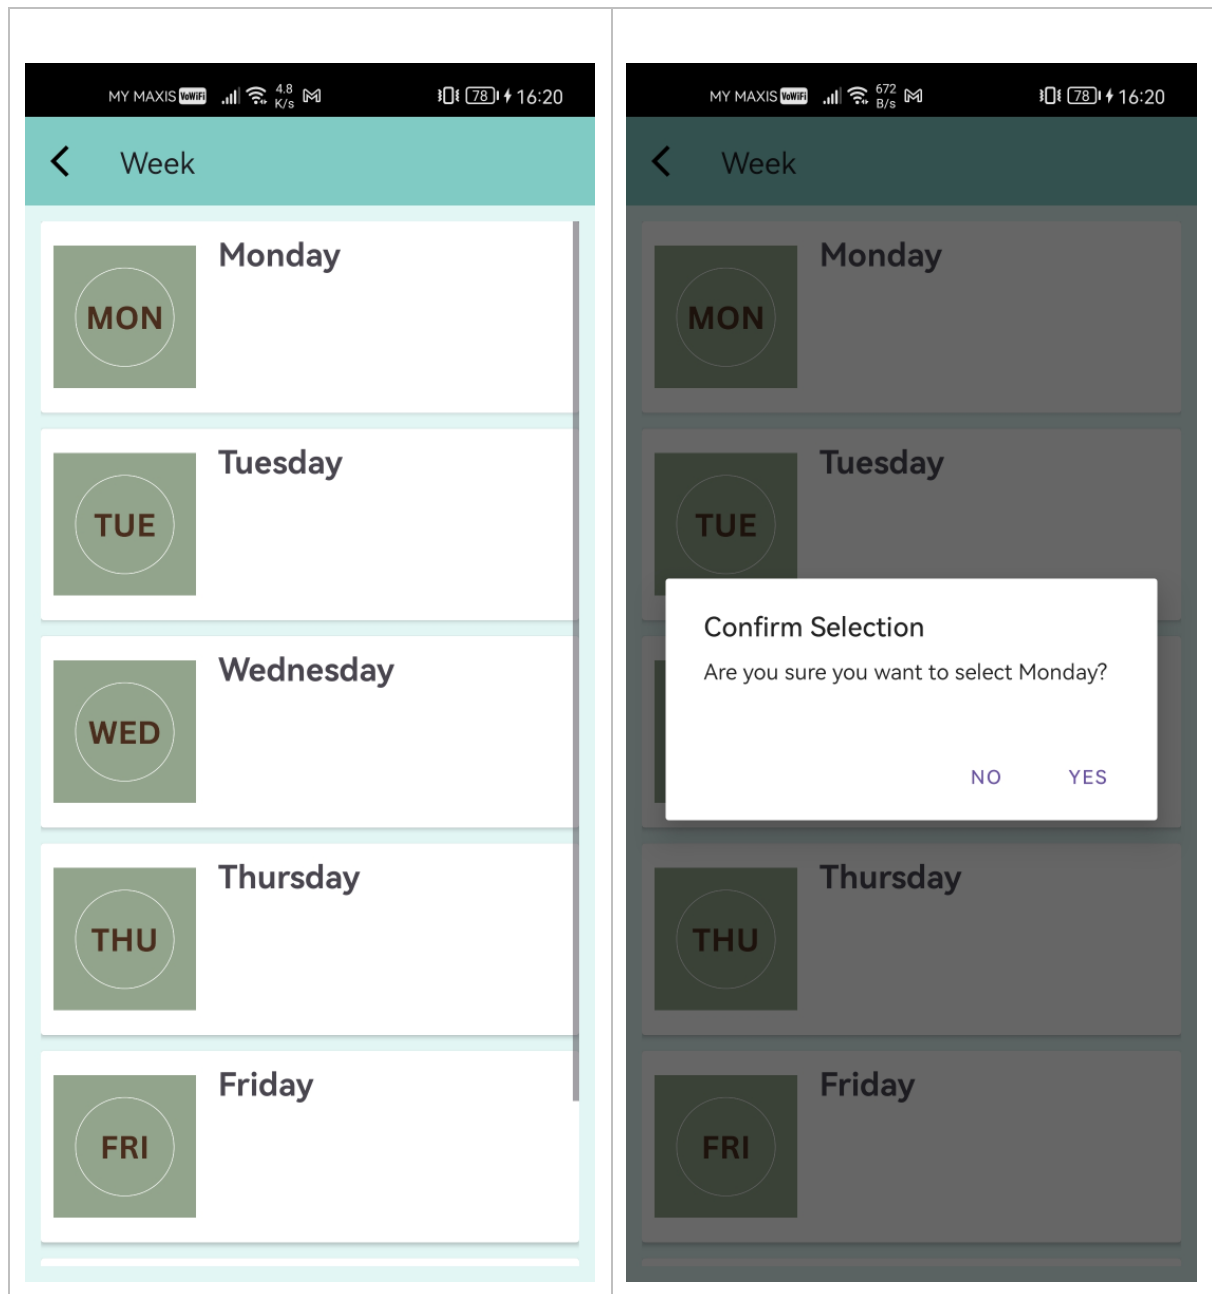 MY MAXIS VoWiFi 4.8 K/s 78 16:20
Week
Monday
MON
Tuesday
TUE
Wednesday
WED
Thursday
THU
Friday
FRI
MY MAXIS VoWiFi 672 B/s 78 16:20
Week
Monday
MON
Tuesday
TUE
Confirm Selection
Are you sure you want to select Monday?
NO YES
Thursday
THU
Friday
FRI